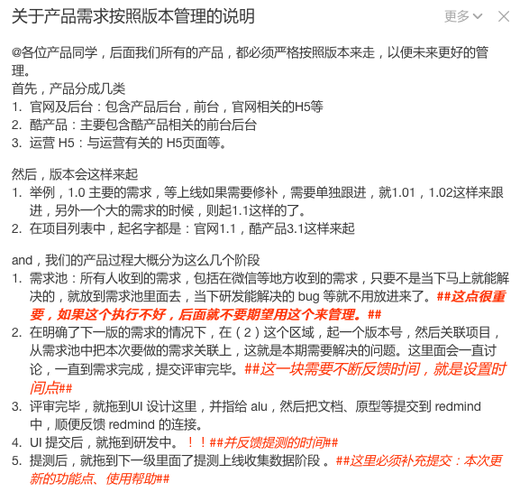 关于产品需求按照版本管理的说明
更多
@各位产品同学，后面我们所有的产品，都必须严格按照版本来走，以便未来更好的管
理。
首先，产品分成几类
1. 官网及后台：包含产品后台，前台，官网相关的H5等
2. 酷产品：主要包含酷产品相关的前台后台
3. 运营 H5：与运营有关的 H5页面等。
然后，版本会这样来起
1. 举例，1.0 主要的需求，等上线如果需要修补，需要单独跟进，就1.01，1.02这样来跟
进，另外一个大的需求的时候，则起1.1这样的了。
2. 在项目列表中，起名字都是：官网1.1，酷产品3.1这样来起
and，我们的产品过程大概分为这么几个阶段
1. 需求池：所有人收到的需求，包括在微信等地方收到的需求，只要不是当下马上就能解
决的，就放到需求池里面去，当下研发能解决的 bug 等就不用放进来了。##这点很重
要，如果这个执行不好，后面就不要期望用这个来管理。##
2. 在明确了下一版的需求的情况下，在（2）这个区域，起一个版本号，然后关联项目，
从需求池中把本次要做的需求关联上，这就是本期需要解决的问题。这里面会一直讨
论，一直到需求完成，提交评审完毕。##这一块需要不断反馈时间，就是设置时
间点##
3. 评审完毕，就拖到UI 设计这里，并指给 alu，然后把文档、原型等提交到 redmind
中，顺便反馈 redmind 的连接。
4. UI 提交后，就拖到研发中。！！##并反馈提测的时间##
5. 提测后，就拖到下一级里面了提测上线收集数据阶段 。##这里必须补充提交：本次更
新的功能点、使用帮助##